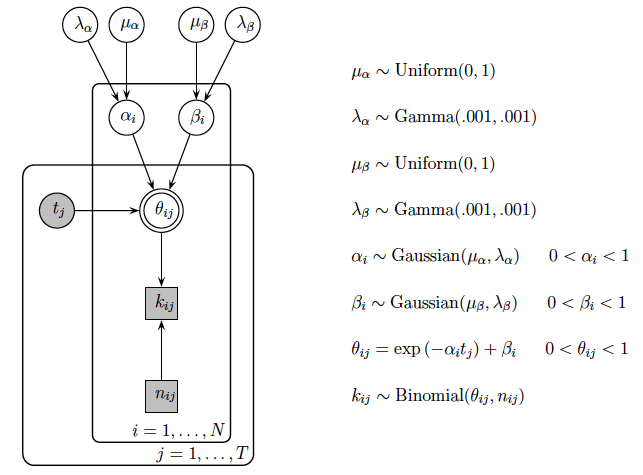 λα μα μβ λβ
αi βi
tj θij
kij
nij
i = 1, . . . , N
j = 1, . . . , T
μα ∼ Uniform(0, 1)
λα ∼ Gamma(.001, .001)
μβ ∼ Uniform(0, 1)
λβ ∼ Gamma(.001, .001)
αi ∼ Gaussian(μα, λα) 0 < αi < 1
βi ∼ Gaussian(μβ, λβ) 0 < βi < 1
θij = exp (−αitj) + βi 0 < θij < 1
kij ∼ Binomial(θij, nij)